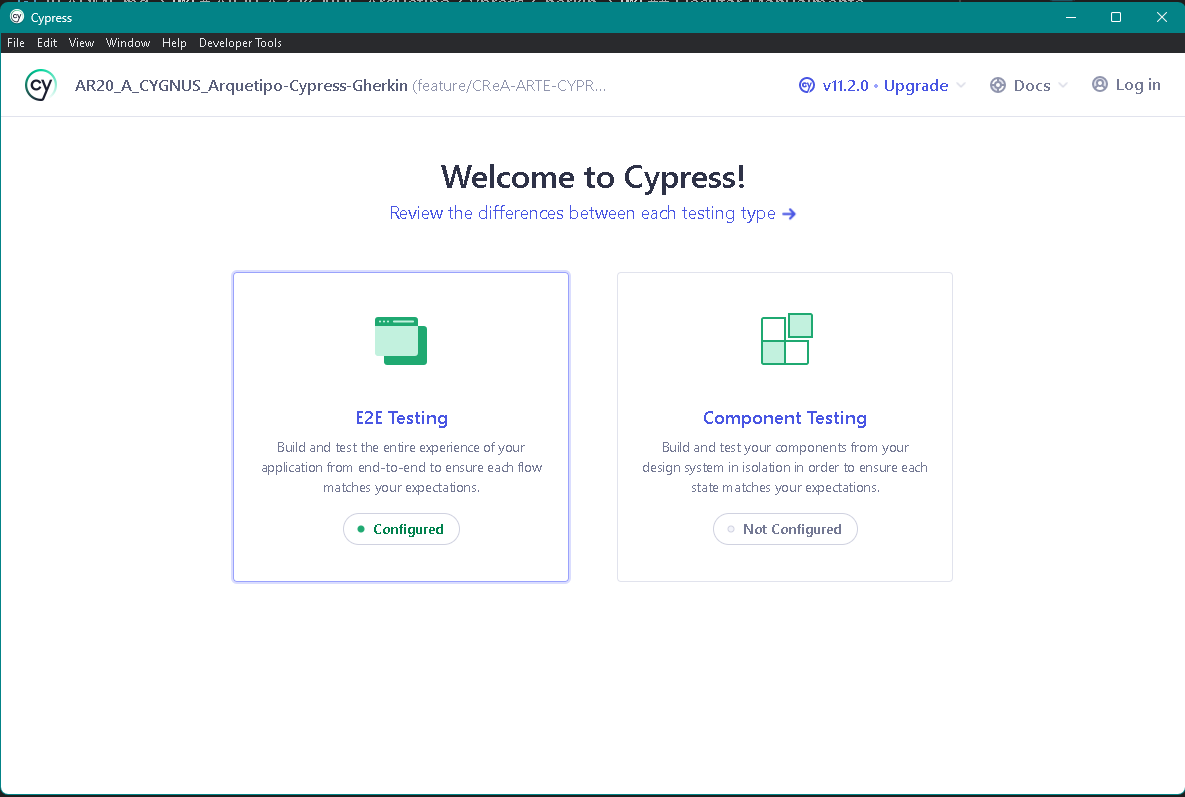 Cypress
File Edit View Window Help Developer Tools
cy AR20_A_CYGNUS_Arquetipo-Cypress-Gherkin (feature/CReA-ARTE-CYPR... v11.2.0 • Upgrade Docs Log in
Welcome to Cypress!
Review the differences between each testing type →
E2E Testing
Build and test the entire experience of your
application from end-to-end to ensure each flow
matches your expectations.
Configured
Component Testing
Build and test your components from your
design system in isolation in order to ensure each
state matches your expectations.
Not Configured